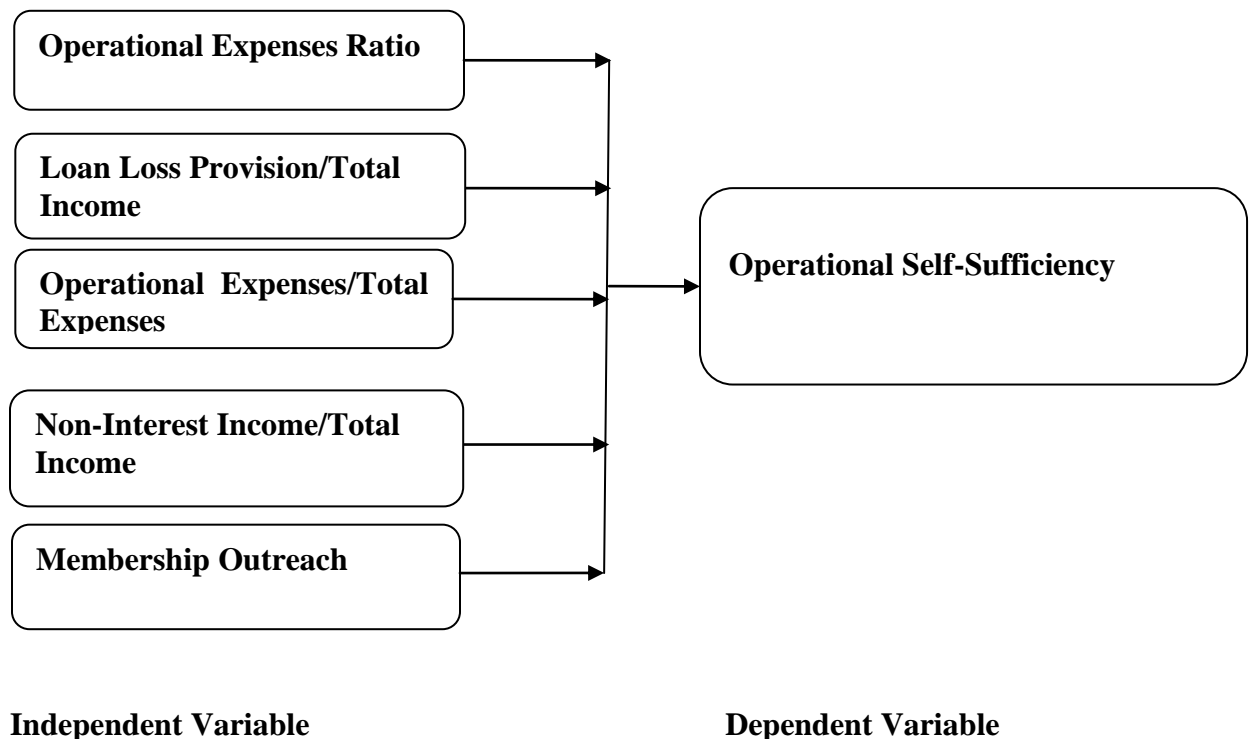 Operational Expenses Ratio
Loan Loss Provision/Total
Income
Operational Expenses/Total
Expenses
Non-Interest Income/Total
Income
Membership Outreach
Operational Self-Sufficiency
Independent Variable
Dependent Variable